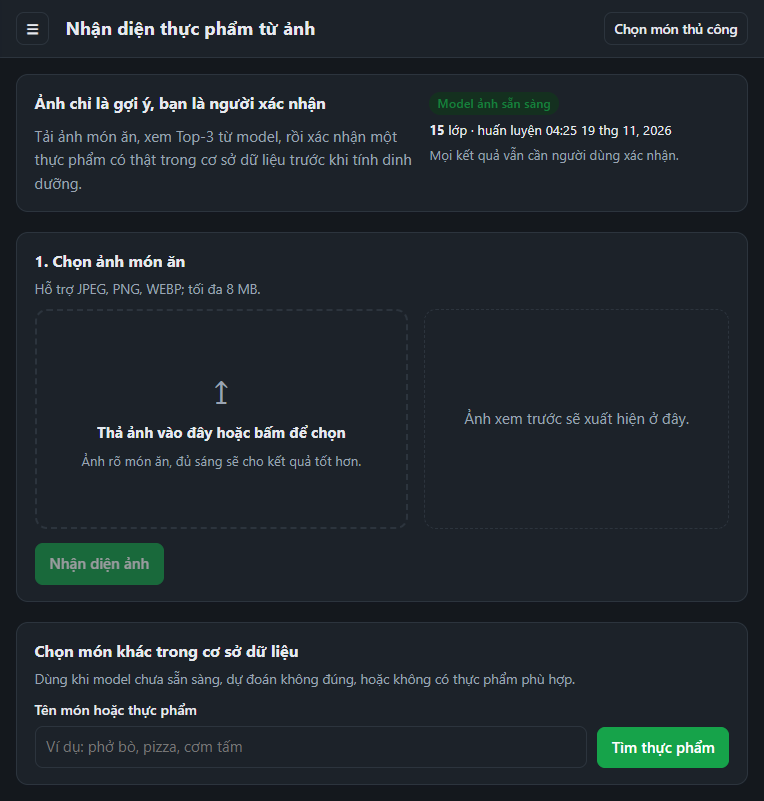 ☰
Nhận diện thực phẩm từ ảnh
Chọn món thủ công
Ảnh chỉ là gợi ý, bạn là người xác nhận
Tải ảnh món ăn, xem Top-3 từ model, rồi xác nhận một
thực phẩm có thật trong cơ sở dữ liệu trước khi tính dinh
dưỡng.
Model ảnh sẵn sàng
15 lớp · huấn luyện 04:25 19 thg 11, 2026
Mọi kết quả vẫn cần người dùng xác nhận.
1. Chọn ảnh món ăn
Hỗ trợ JPEG, PNG, WEBP; tối đa 8 MB.
Thả ảnh vào đây hoặc bấm để chọn
Ảnh rõ món ăn, đủ sáng sẽ cho kết quả tốt hơn.
Ảnh xem trước sẽ xuất hiện ở đây.
Nhận diện ảnh
Chọn món khác trong cơ sở dữ liệu
Dùng khi model chưa sẵn sàng, dự đoán không đúng, hoặc không có thực phẩm phù hợp.
Tên món hoặc thực phẩm
Ví dụ: phở bò, pizza, cơm tấm
Tìm thực phẩm